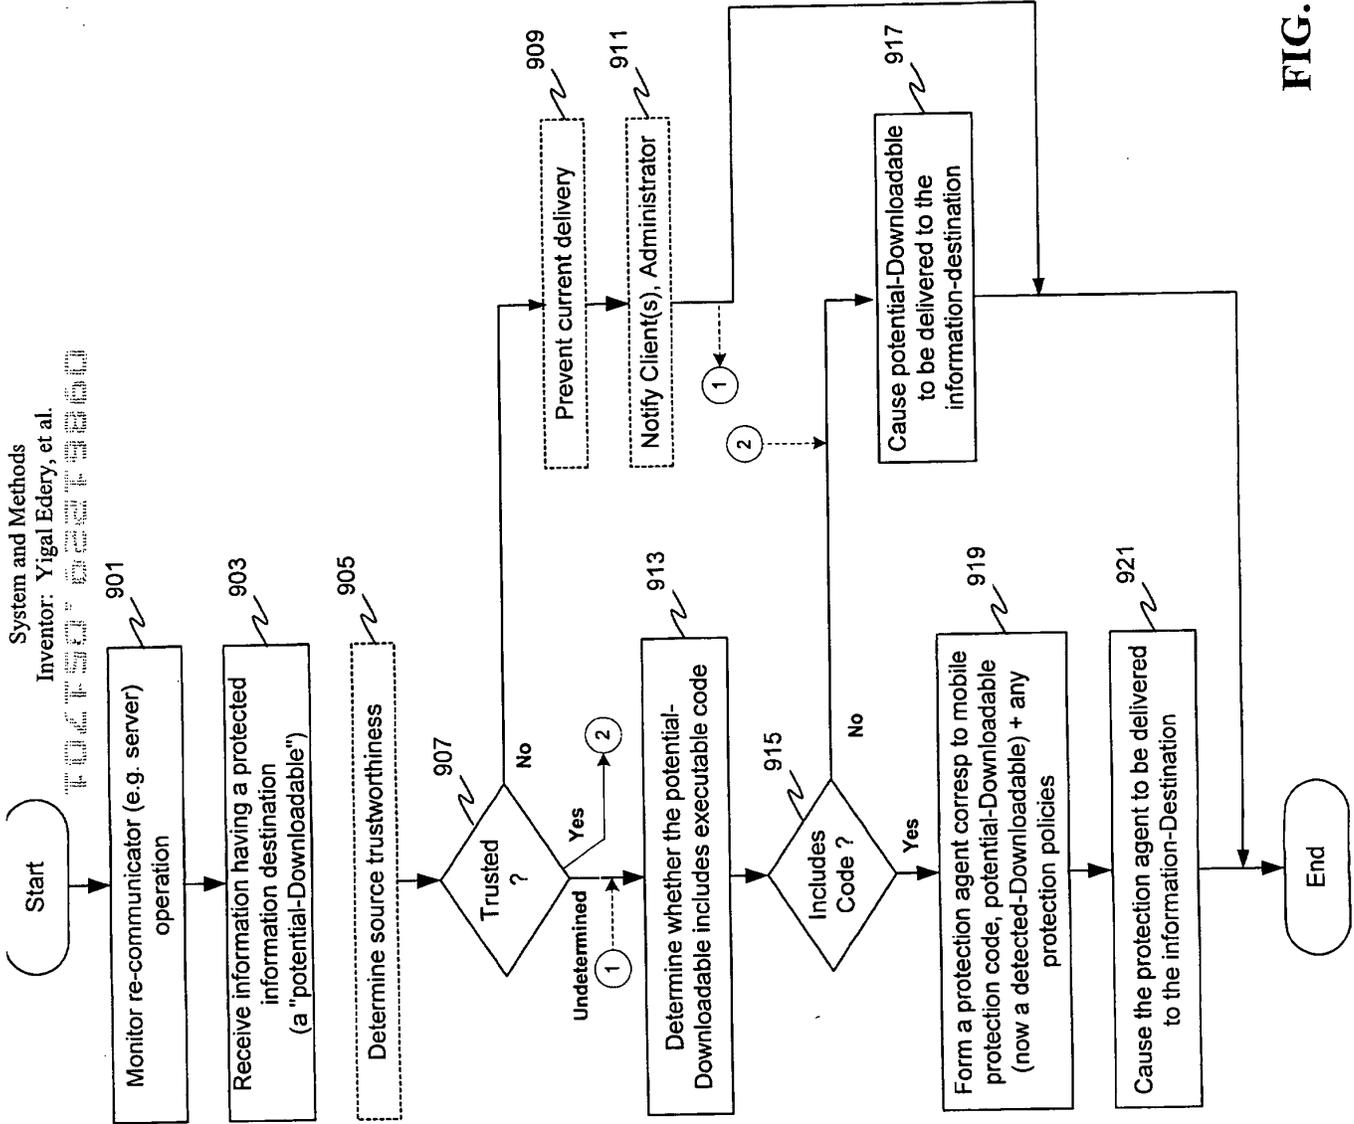 System and Methods
Inventor: Yigal Edery, et al.
Start
901
Monitor re-communicator (e.g. server)
operation
903
Receive information having a protected
information destination
(a "potential-Downloadable")
905
Determine source trustworthiness
907
Trusted
?
No
Yes
2
Undetermined
1
909
Prevent current delivery
911
Notify Client(s), Administrator
1
2
913
Determine whether the potential-
Downloadable includes executable code
915
Includes
Code ?
No
Yes
917
Cause potential-Downloadable
to be delivered to the
information-destination
919
Form a protection agent corresp to mobile
protection code, potential-Downloadable
(now a detected-Downloadable) + any
protection policies
921
Cause the protection agent to be delivered
to the information-Destination
End
FIG.